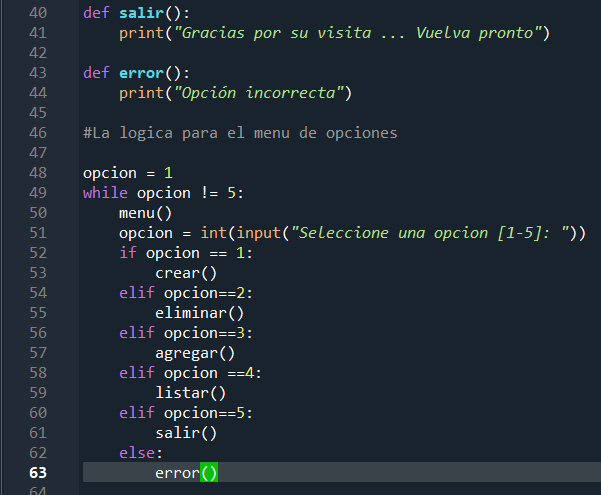 40 def salir():
41     print("Gracias por su visita ... Vuelva pronto")
42
43 def error():
44     print("Opción incorrecta")
45
46 #La logica para el menu de opciones
47
48 opcion = 1
49 while opcion != 5:
50     menu()
51     opcion = int(input("Seleccione una opcion [1-5]: "))
52     if opcion == 1:
53         crear()
54     elif opcion==2:
55         eliminar()
56     elif opcion==3:
57         agregar()
58     elif opcion ==4:
59         listar()
60     elif opcion==5:
61         salir()
62     else:
63         error()
64